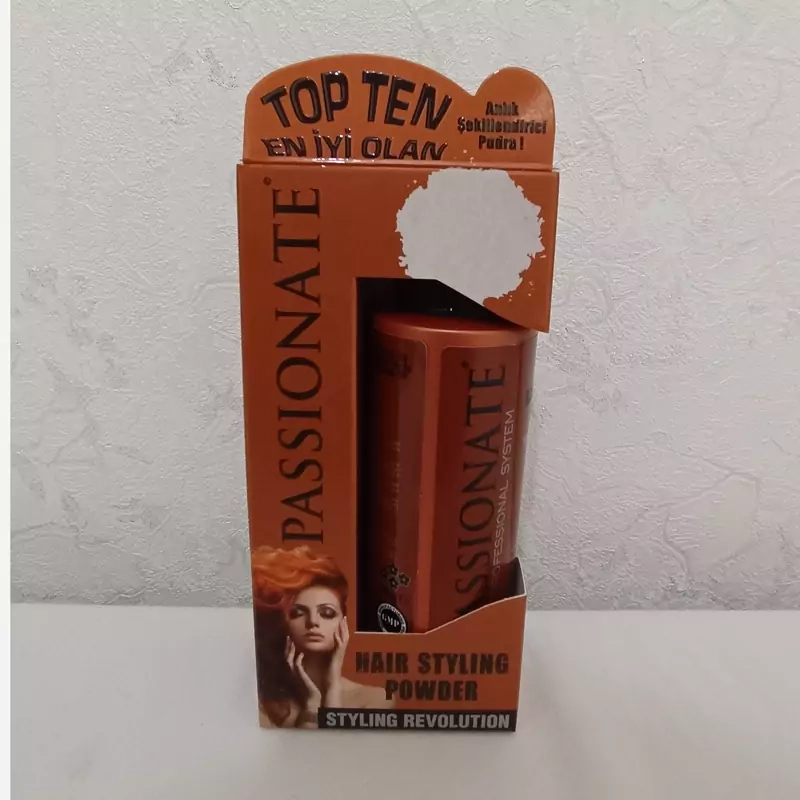 TOP TEN
EN İYİ OLAN
Anlık
Şekillendirici
Pudra!
PASSIONATE®
PASSIONATE
PROFESSIONAL SYSTEM
GMP
HAIR STYLING
POWDER
STYLING REVOLUTION